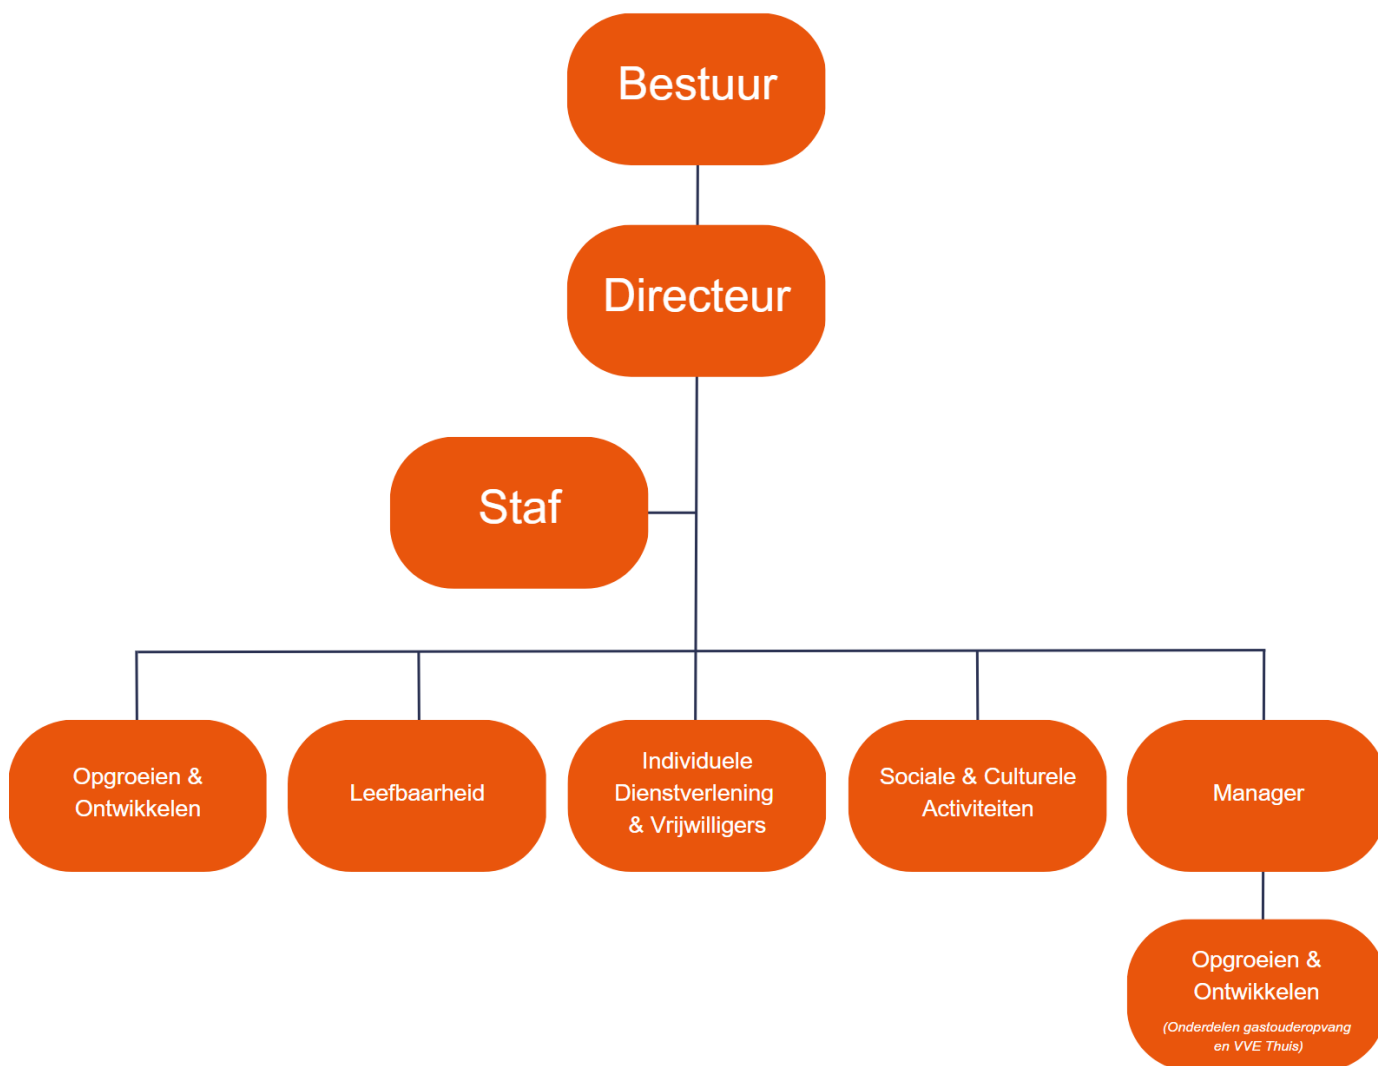 Bestuur
Directeur
Staf
Opgroeien &
Ontwikkelen
Leefbaarheid
Individuele
Dienstverlening
& Vrijwilligers
Sociale & Culturele
Activiteiten
Manager
Opgroeien &
Ontwikkelen
(Onderdelen gastouderopvang
en VVE Thuis)